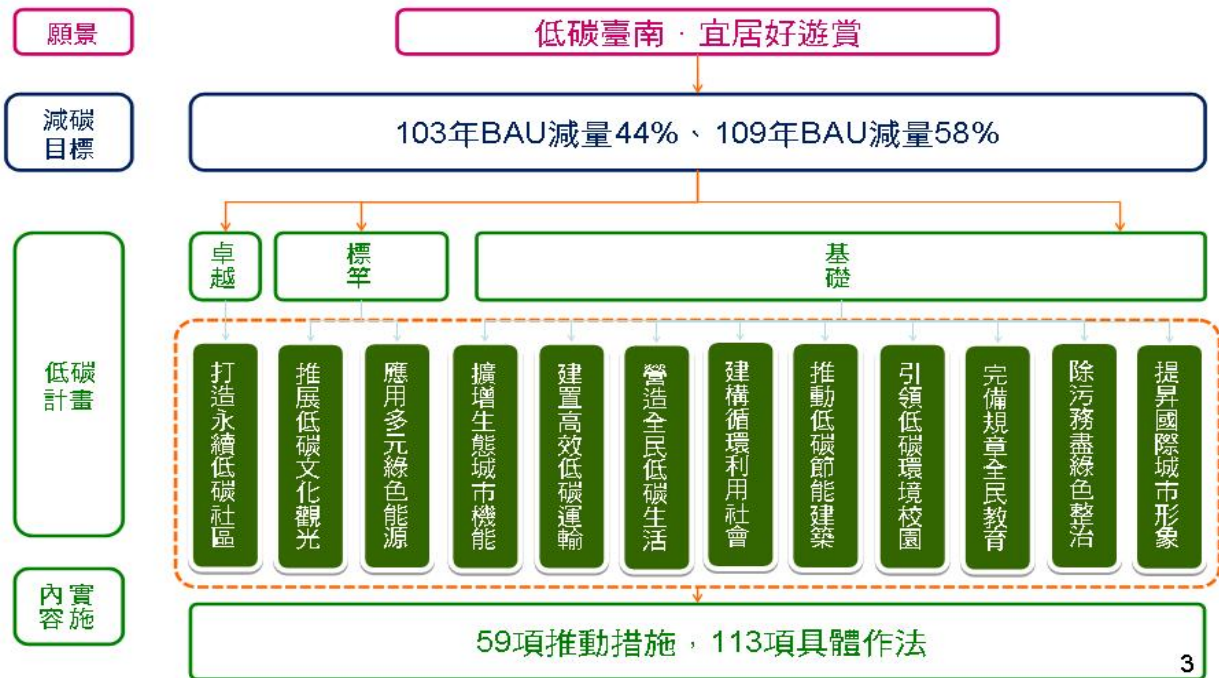 願景
低碳臺南．宜居好遊賞
減碳
目標
103年BAU減量44%、109年BAU減量58%
卓越
標竿
基礎
低碳
計畫
打造永續低碳社區
推展低碳文化觀光
應用多元綠色能源
擴增生態城市機能
建置高效低碳運輸
營造全民低碳生活
建構循環利用社會
推動低碳節能建築
引領低碳環境校園
完備規章全民教育
除污務盡綠色整治
提昇國際城市形象
實施
內容
59項推動措施，113項具體作法
3